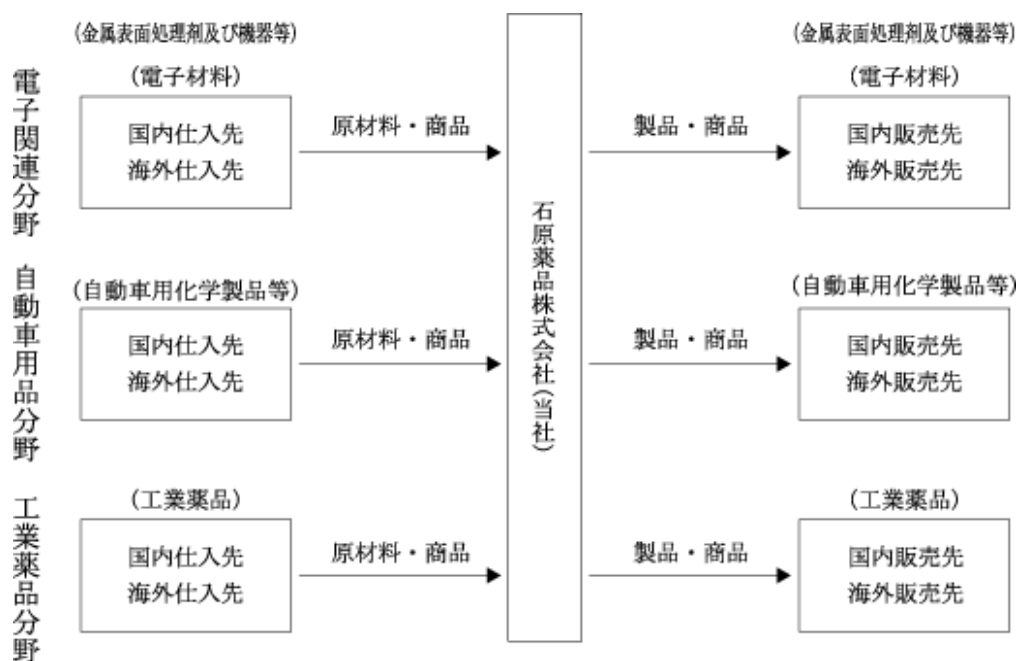 電子関連分野
(金属表面処理剤及び機器等)
(電子材料)
国内仕入先
海外仕入先
原材料・商品
製品・商品
(金属表面処理剤及び機器等)
(電子材料)
国内販売先
海外販売先
石原薬品株式会社(当社)
自動車用品分野
(自動車用化学製品等)
国内仕入先
海外仕入先
原材料・商品
製品・商品
(自動車用化学製品等)
国内販売先
海外販売先
工業薬品分野
(工業薬品)
国内仕入先
海外仕入先
原材料・商品
製品・商品
(工業薬品)
国内販売先
海外販売先